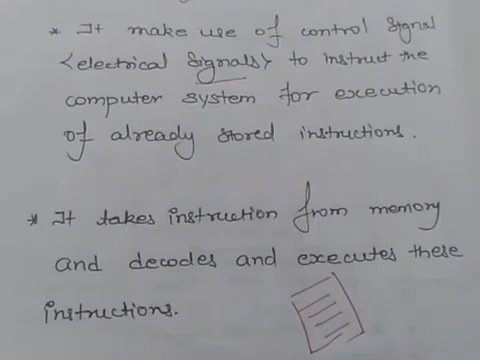 * It make use of control signal
<electrical signals> to instruct the
computer system for execution
of already stored instructions.
* It takes instruction from memory
and decodes and executes these
instructions.